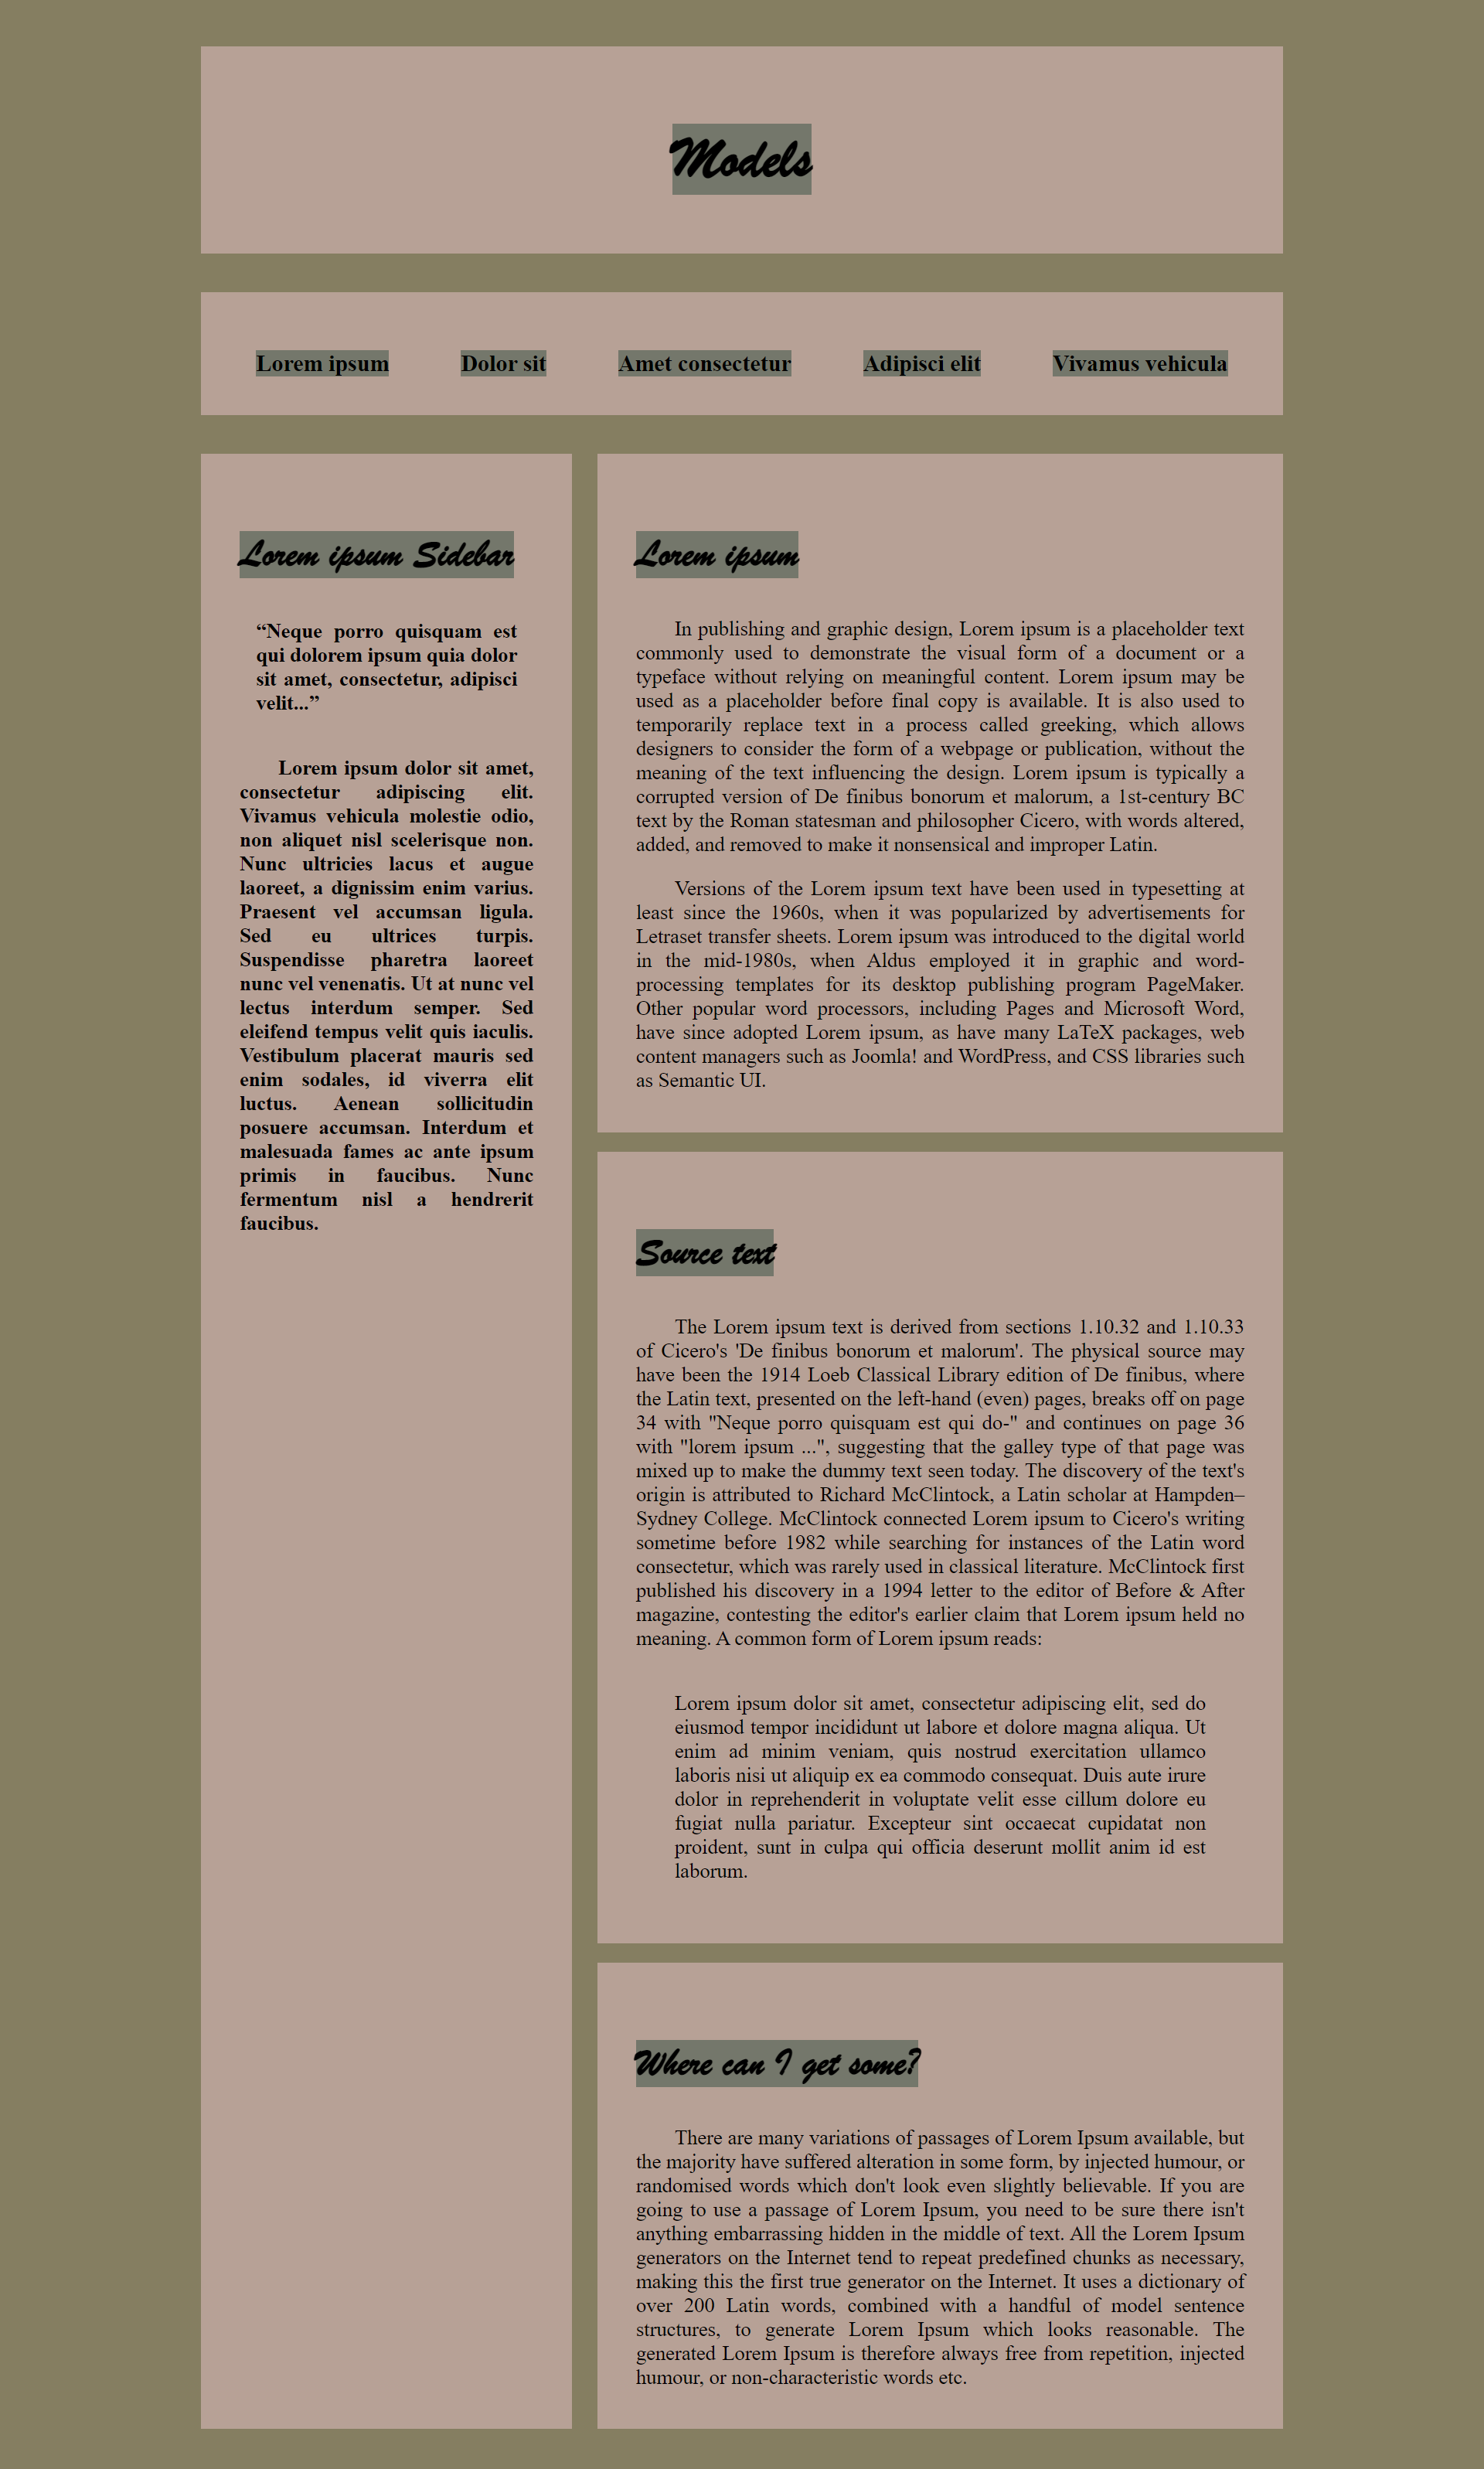 Models
Lorem ipsum
Dolor sit
Amet consectetur
Adipisci elit
Vivamus vehicula
Lorem ipsum Sidebar
“Neque porro quisquam est
qui dolorem ipsum quia dolor
sit amet, consectetur, adipisci
velit...”
Lorem ipsum dolor sit amet,
consectetur adipiscing elit.
Vivamus vehicula molestie odio,
non aliquet nisl scelerisque non.
Nunc ultricies lacus et augue
laoreet, a dignissim enim varius.
Praesent vel accumsan ligula.
Sed eu ultrices turpis.
Suspendisse pharetra laoreet
nunc vel venenatis. Ut at nunc vel
lectus interdum semper. Sed
eleifend tempus velit quis iaculis.
Vestibulum placerat mauris sed
enim sodales, id viverra elit
luctus. Aenean sollicitudin
posuere accumsan. Interdum et
malesuada fames ac ante ipsum
primis in faucibus. Nunc
fermentum nisl a hendrerit
faucibus.
Lorem ipsum
In publishing and graphic design, Lorem ipsum is a placeholder text
commonly used to demonstrate the visual form of a document or a
typeface without relying on meaningful content. Lorem ipsum may be
used as a placeholder before final copy is available. It is also used to
temporarily replace text in a process called greeking, which allows
designers to consider the form of a webpage or publication, without the
meaning of the text influencing the design. Lorem ipsum is typically a
corrupted version of De finibus bonorum et malorum, a 1st-century BC
text by the Roman statesman and philosopher Cicero, with words altered,
added, and removed to make it nonsensical and improper Latin.
Versions of the Lorem ipsum text have been used in typesetting at
least since the 1960s, when it was popularized by advertisements for
Letraset transfer sheets. Lorem ipsum was introduced to the digital world
in the mid-1980s, when Aldus employed it in graphic and word-
processing templates for its desktop publishing program PageMaker.
Other popular word processors, including Pages and Microsoft Word,
have since adopted Lorem ipsum, as have many LaTeX packages, web
content managers such as Joomla! and WordPress, and CSS libraries such
as Semantic UI.
Source text
The Lorem ipsum text is derived from sections 1.10.32 and 1.10.33
of Cicero's 'De finibus bonorum et malorum'. The physical source may
have been the 1914 Loeb Classical Library edition of De finibus, where
the Latin text, presented on the left-hand (even) pages, breaks off on page
34 with "Neque porro quisquam est qui do-" and continues on page 36
with "lorem ipsum ...", suggesting that the galley type of that page was
mixed up to make the dummy text seen today. The discovery of the text's
origin is attributed to Richard McClintock, a Latin scholar at Hampden–
Sydney College. McClintock connected Lorem ipsum to Cicero's writing
sometime before 1982 while searching for instances of the Latin word
consectetur, which was rarely used in classical literature. McClintock first
published his discovery in a 1994 letter to the editor of Before & After
magazine, contesting the editor's earlier claim that Lorem ipsum held no
meaning. A common form of Lorem ipsum reads:
Lorem ipsum dolor sit amet, consectetur adipiscing elit, sed do
eiusmod tempor incididunt ut labore et dolore magna aliqua. Ut
enim ad minim veniam, quis nostrud exercitation ullamco
laboris nisi ut aliquip ex ea commodo consequat. Duis aute irure
dolor in reprehenderit in voluptate velit esse cillum dolore eu
fugiat nulla pariatur. Excepteur sint occaecat cupidatat non
proident, sunt in culpa qui officia deserunt mollit anim id est
laborum.
Where can I get some?
There are many variations of passages of Lorem Ipsum available, but
the majority have suffered alteration in some form, by injected humour, or
randomised words which don't look even slightly believable. If you are
going to use a passage of Lorem Ipsum, you need to be sure there isn't
anything embarrassing hidden in the middle of text. All the Lorem Ipsum
generators on the Internet tend to repeat predefined chunks as necessary,
making this the first true generator on the Internet. It uses a dictionary of
over 200 Latin words, combined with a handful of model sentence
structures, to generate Lorem Ipsum which looks reasonable. The
generated Lorem Ipsum is therefore always free from repetition, injected
humour, or non-characteristic words etc.